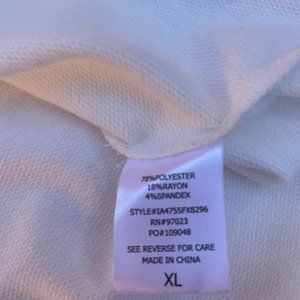 78%POLYESTER
18%RAYON
4%SPANDEX
STYLE#IA4755FX8296
RN#97023
PO#109048
SEE REVERSE FOR CARE
MADE IN CHINA
XL